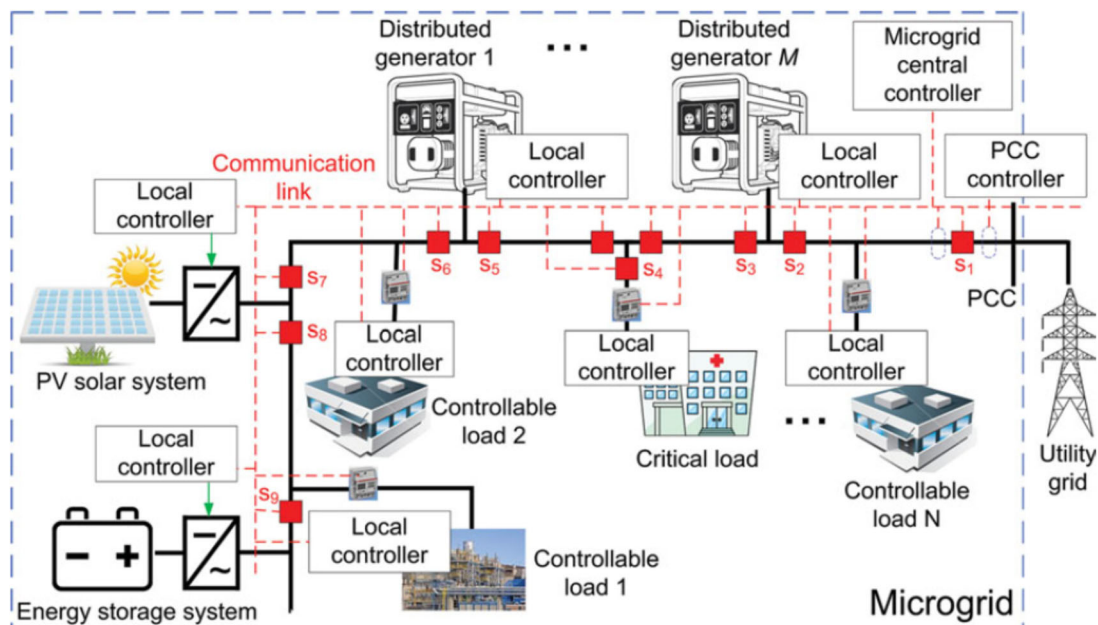 Distributed
generator 1
...
Distributed
generator M
Microgrid
central
controller
Local
controller
Local
controller
PCC
controller
Communication
link
Local
controller
S7
S6
S5
S4
S3
S2
S1
PCC
S8
PV solar system
Local
controller
Controllable
load 2
Local
controller
Critical load
...
Local
controller
Controllable
load N
Utility
grid
Local
controller
S9
Local
controller
Controllable
load 1
Energy storage system
Microgrid